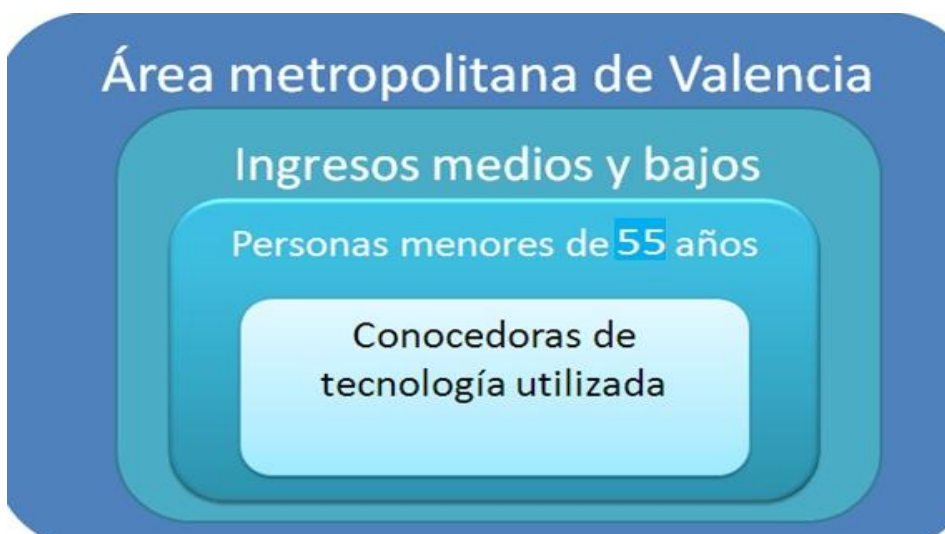 Área metropolitana de Valencia
Ingresos medios y bajos
Personas menores de 55 años
Conocedoras de
tecnología utilizada